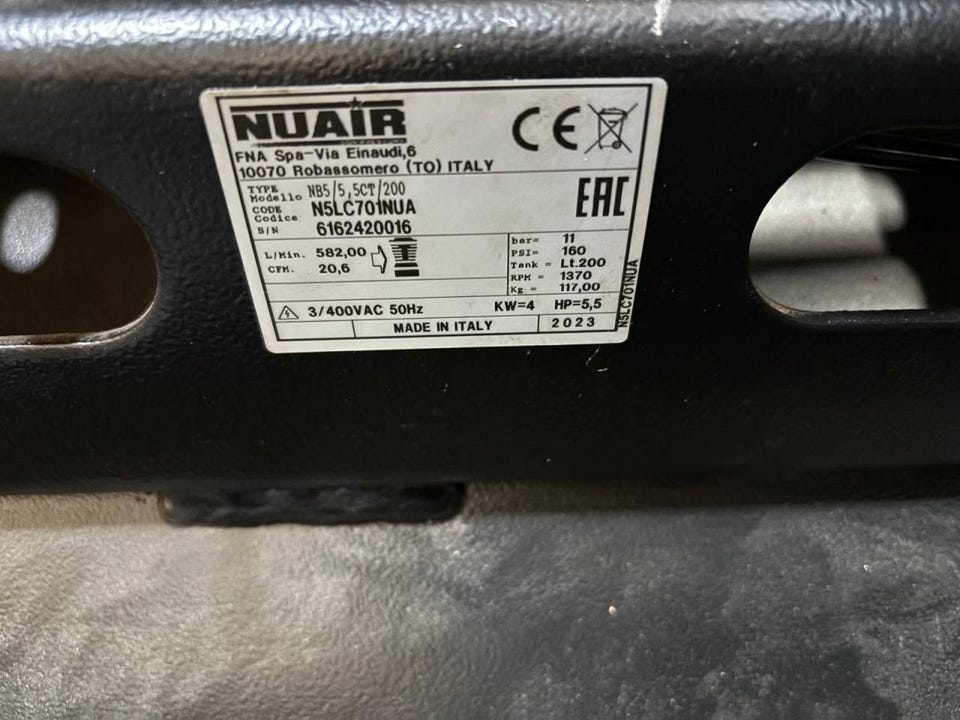 NUAIR
FNA Spa-Via Einaudi,6
10070 Robassomero (TO) ITALY
CE
TYPE
Modello NB5/5,5CT/200
CODE
Codice N5LC701NUA
S/N 6162420016
EAC
L/Min. 582,00
CFM. 20,6
bar= 11
PSI= 160
Tank = Lt.200
RPM = 1370
Kg = 117,00
3/400VAC 50Hz KW=4 HP=5,5
MADE IN ITALY 2023
N5LC701NUA